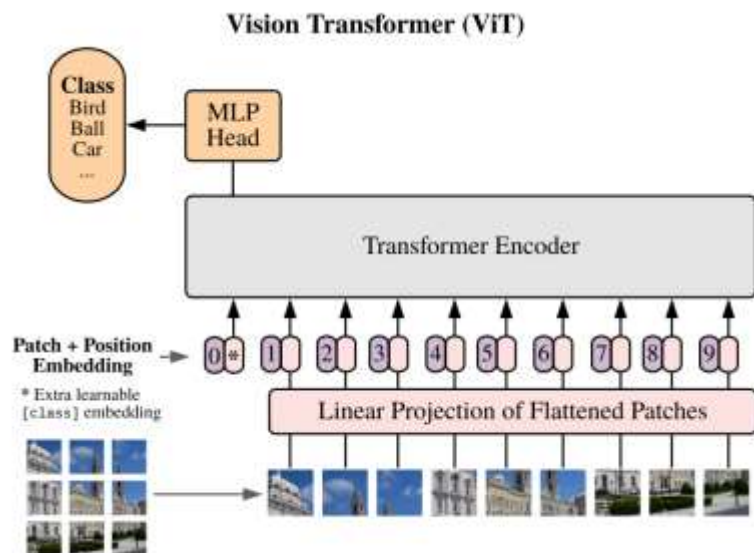 Vision Transformer (ViT)
Class
Bird
Ball
Car
...
MLP
Head
Transformer Encoder
Patch + Position
Embedding
0 * 1 2 3 4 5 6 7 8 9
* Extra learnable
[class] embedding
Linear Projection of Flattened Patches